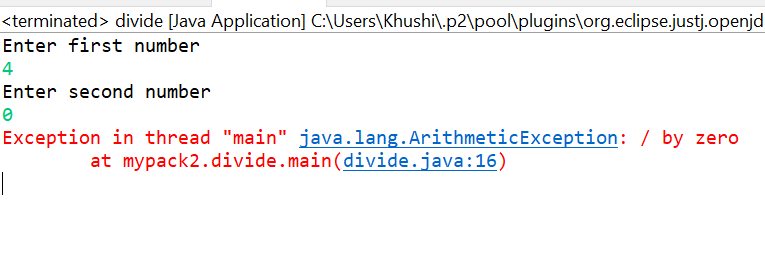 <terminated> divide [Java Application] C:\Users\Khushi\.p2\pool\plugins\org.eclipse.justj.openjd
Enter first number
4
Enter second number
0
Exception in thread "main" java.lang.ArithmeticException: / by zero
        at mypack2.divide.main(divide.java:16)